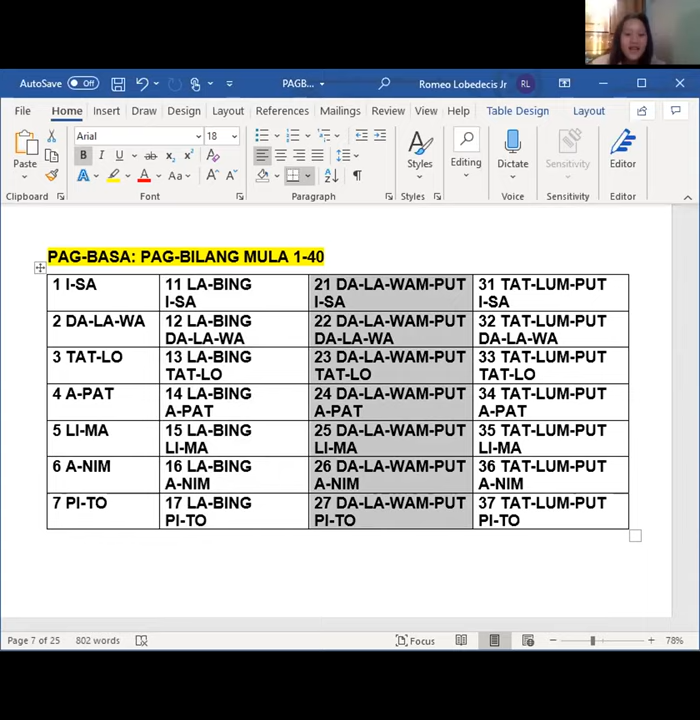 AutoSave Off PAGB... Romeo Lobedecis Jr RL
File Home Insert Draw Design Layout References Mailings Review View Help Table Design Layout
Arial 18
Paste Styles Editing Dictate Sensitivity Editor
Clipboard Font Paragraph Styles Voice Sensitivity Editor
PAG-BASA: PAG-BILANG MULA 1-40
1 I-SA
11 LA-BING
I-SA
21 DA-LA-WAM-PUT
I-SA
31 TAT-LUM-PUT
I-SA
2 DA-LA-WA
12 LA-BING
DA-LA-WA
22 DA-LA-WAM-PUT
DA-LA-WA
32 TAT-LUM-PUT
DA-LA-WA
3 TAT-LO
13 LA-BING
TAT-LO
23 DA-LA-WAM-PUT
TAT-LO
33 TAT-LUM-PUT
TAT-LO
4 A-PAT
14 LA-BING
A-PAT
24 DA-LA-WAM-PUT
A-PAT
34 TAT-LUM-PUT
A-PAT
5 LI-MA
15 LA-BING
LI-MA
25 DA-LA-WAM-PUT
LI-MA
35 TAT-LUM-PUT
LI-MA
6 A-NIM
16 LA-BING
A-NIM
26 DA-LA-WAM-PUT
A-NIM
36 TAT-LUM-PUT
A-NIM
7 PI-TO
17 LA-BING
PI-TO
27 DA-LA-WAM-PUT
PI-TO
37 TAT-LUM-PUT
PI-TO
Page 7 of 25 802 words Focus 78%